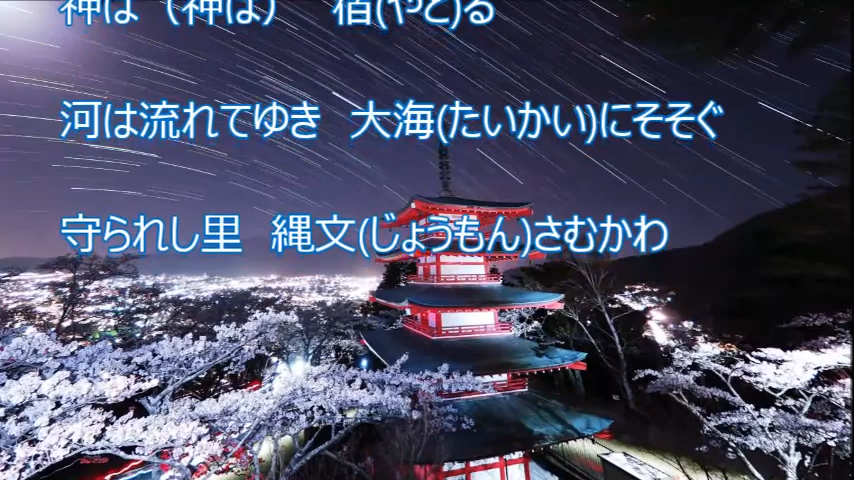 神は（神は）　宿(やど)る
河は流れてゆき　大海(たいかい)にそそぐ
守られし里　縄文(じょうもん)さむかわ